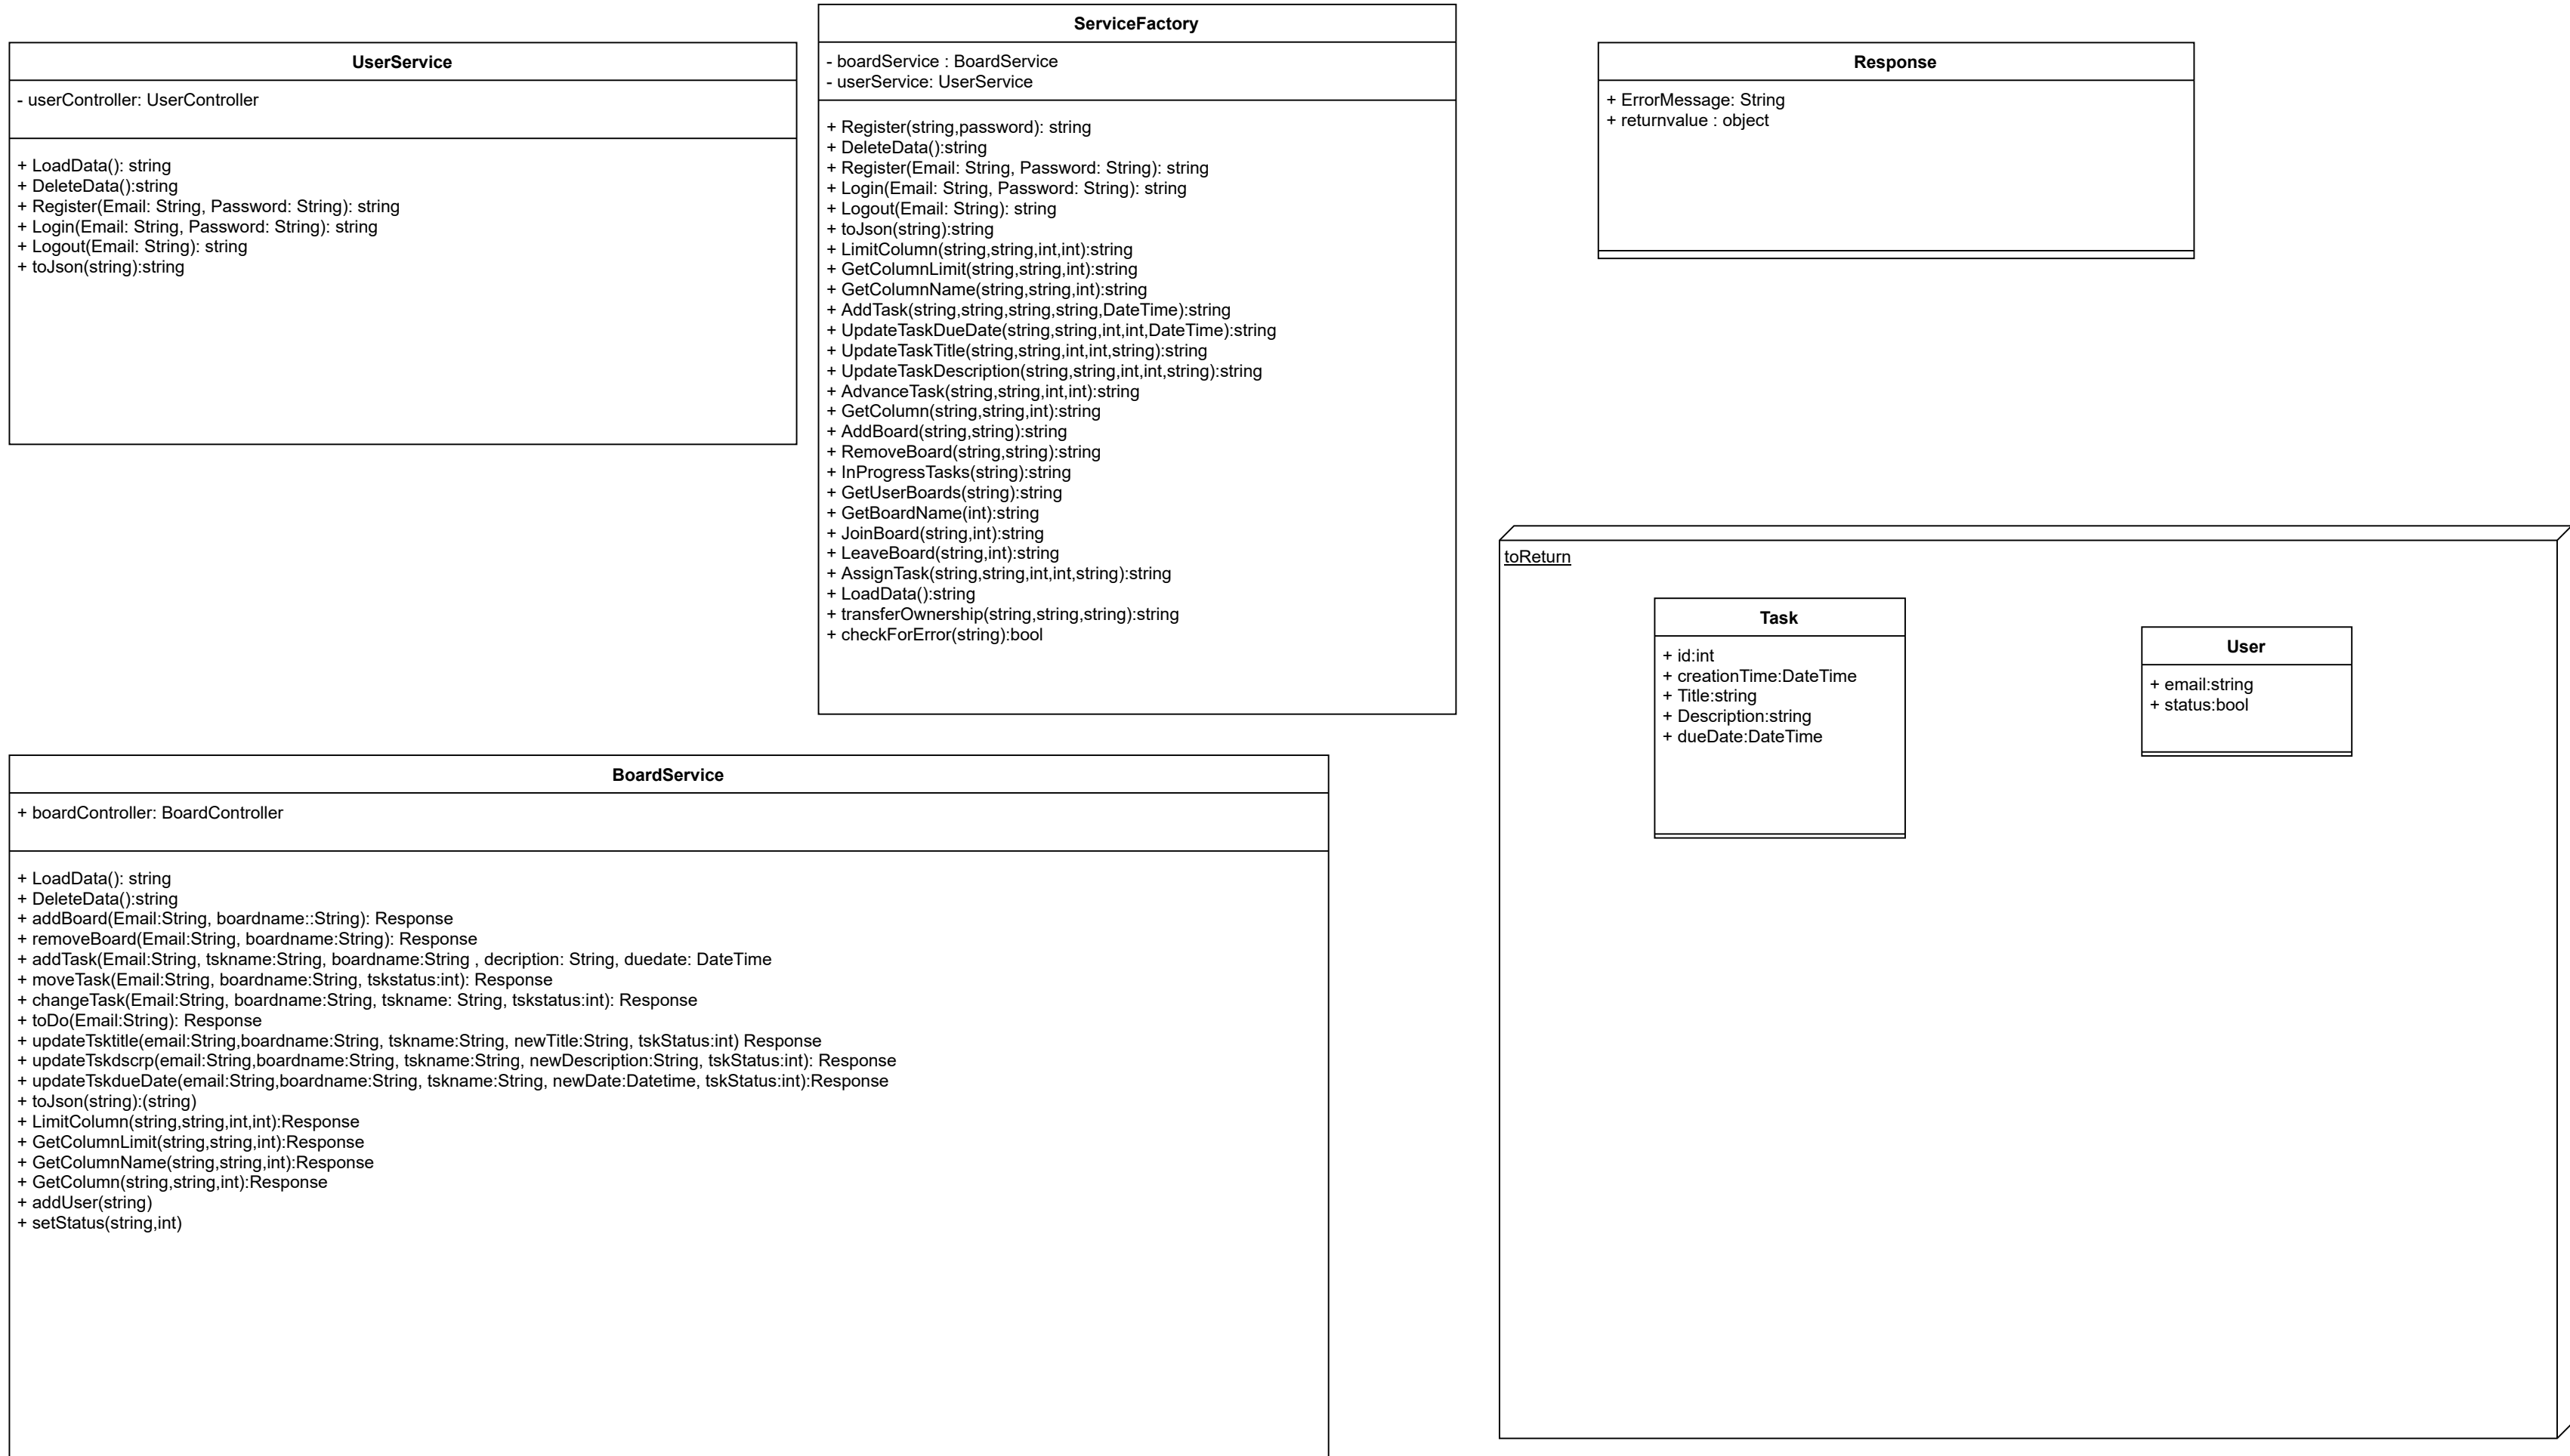 UserService
- userController: UserController
+ LoadData(): string
+ DeleteData():string
+ Register(Email: String, Password: String): string
+ Login(Email: String, Password: String): string
+ Logout(Email: String): string
+ toJson(string):string
ServiceFactory
- boardService : BoardService
- userService: UserService
+ Register(string,password): string
+ DeleteData():string
+ Register(Email: String, Password: String): string
+ Login(Email: String, Password: String): string
+ Logout(Email: String): string
+ toJson(string):string
+ LimitColumn(string,string,int,int):string
+ GetColumnLimit(string,string,int):string
+ GetColumnName(string,string,int):string
+ AddTask(string,string,string,string,DateTime):string
+ UpdateTaskDueDate(string,string,int,int,DateTime):string
+ UpdateTaskTitle(string,string,int,int,string):string
+ UpdateTaskDescription(string,string,int,int,string):string
+ AdvanceTask(string,string,int,int):string
+ GetColumn(string,string,int):string
+ AddBoard(string,string):string
+ RemoveBoard(string,string):string
+ InProgressTasks(string):string
+ GetUserBoards(string):string
+ GetBoardName(int):string
+ JoinBoard(string,int):string
+ LeaveBoard(string,int):string
+ AssignTask(string,string,int,int,string):string
+ LoadData():string
+ transferOwnership(string,string,string):string
+ checkForError(string):bool
Response
+ ErrorMessage: String
+ returnvalue : object
toReturn
Task
+ id:int
+ creationTime:DateTime
+ Title:string
+ Description:string
+ dueDate:DateTime
User
+ email:string
+ status:bool
BoardService
+ boardController: BoardController
+ LoadData(): string
+ DeleteData():string
+ addBoard(Email:String, boardname::String): Response
+ removeBoard(Email:String, boardname:String): Response
+ addTask(Email:String, tskname:String, boardname:String , decription: String, duedate: DateTime
+ moveTask(Email:String, boardname:String, tskstatus:int): Response
+ changeTask(Email:String, boardname:String, tskname: String, tskstatus:int): Response
+ toDo(Email:String): Response
+ updateTsktitle(email:String,boardname:String, tskname:String, newTitle:String, tskStatus:int) Response
+ updateTskdscrp(email:String,boardname:String, tskname:String, newDescription:String, tskStatus:int): Response
+ updateTskdueDate(email:String,boardname:String, tskname:String, newDate:Datetime, tskStatus:int):Response
+ toJson(string):(string)
+ LimitColumn(string,string,int,int):Response
+ GetColumnLimit(string,string,int):Response
+ GetColumnName(string,string,int):Response
+ GetColumn(string,string,int):Response
+ addUser(string)
+ setStatus(string,int)